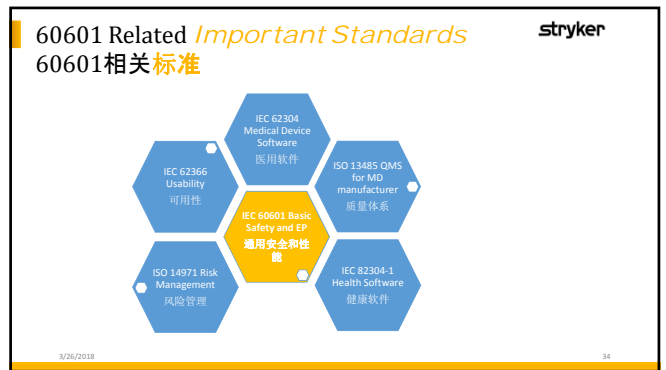 60601 Related Important Standards
60601相关标准
stryker
IEC 62304
Medical Device
Software
医用软件
IEC 62366
Usability
可用性
ISO 13485 QMS
for MD
manufacturer
质量体系
IEC 60601 Basic
Safety and EP
通用安全和性
能
ISO 14971 Risk
Management
风险管理
IEC 82304-1
Health Software
健康软件
3/26/2018
34